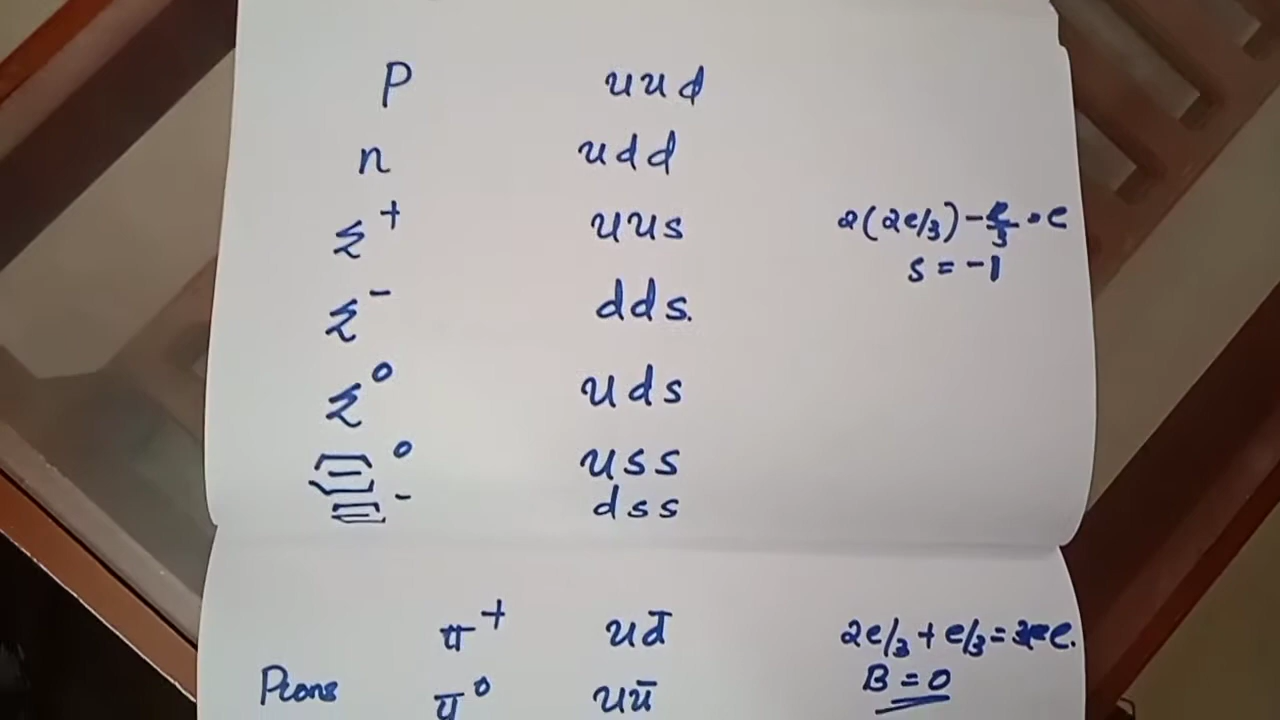 P uud
n udd
Σ⁺ uus 2(2e/3) - e/3 = e
s = -1
Σ⁻ dds.
Σ⁰ uds
Ξ⁰ uss
Ξ⁻ dss
π⁺ ud̄ 2e/3 + e/3 = e.
Pions π⁰ uū B = 0